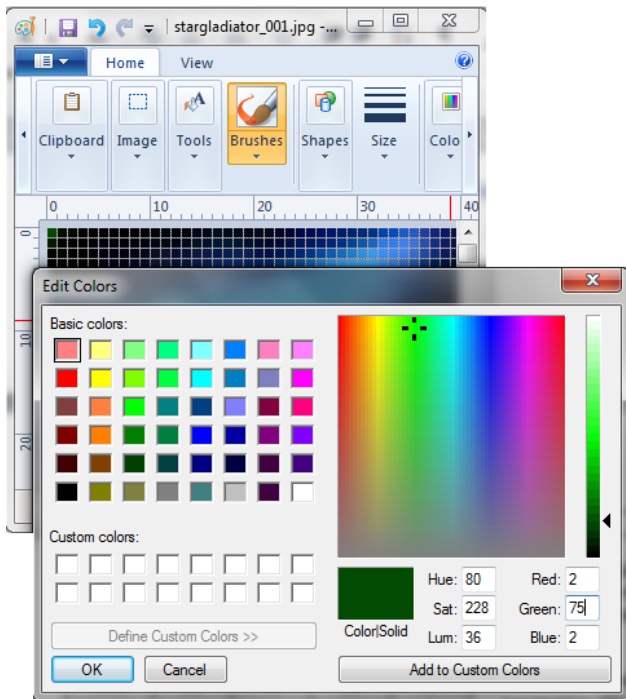 stargladiator_001.jpg -...
Home View
Clipboard Image Tools Brushes Shapes Size Colo
0 10 20 30 40
0
10
20
Edit Colors
Basic colors:
Custom colors:
Define Custom Colors >>
OK Cancel
Color|Solid
Hue: 80 Red: 2
Sat: 228 Green: 75
Lum: 36 Blue: 2
Add to Custom Colors